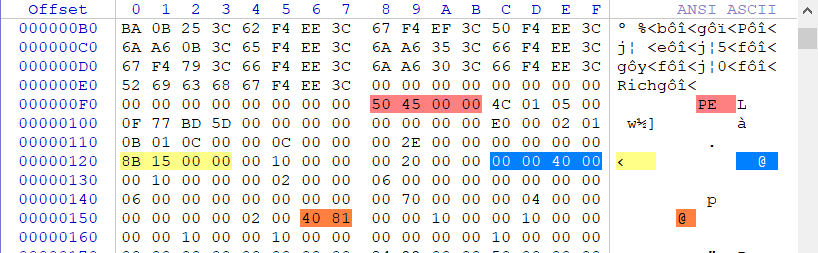 Offset 0 1 2 3 4 5 6 7 8 9 A B C D E F ANSI ASCII
000000B0 BA 0B 25 3C 62 F4 EE 3C 67 F4 EF 3C 50 F4 EE 3C º %<bôî<gôï<Pôî<
000000C0 6A A6 0B 3C 65 F4 EE 3C 6A A6 35 3C 66 F4 EE 3C j¦ <eôî<j¦5<fôî<
000000D0 67 F4 79 3C 66 F4 EE 3C 6A A6 30 3C 66 F4 EE 3C gôy<fôî<j¦0<fôî<
000000E0 52 69 63 68 67 F4 EE 3C 00 00 00 00 00 00 00 00 Richgôî<
000000F0 00 00 00 00 00 00 00 00 50 45 00 00 4C 01 05 00 PE L
00000100 0F 77 BD 5D 00 00 00 00 00 00 00 00 E0 00 02 01 w½] à
00000110 0B 01 0C 00 00 0C 00 00 00 2E 00 00 00 00 00 00 .
00000120 8B 15 00 00 00 10 00 00 00 20 00 00 00 00 40 00 ‹ @
00000130 00 10 00 00 00 02 00 00 06 00 00 00 00 00 00 00
00000140 06 00 00 00 00 00 00 00 00 70 00 00 00 04 00 00 p
00000150 00 00 00 00 02 00 40 81 00 00 10 00 00 10 00 00 @
00000160 00 00 10 00 00 10 00 00 00 00 00 00 10 00 00 00